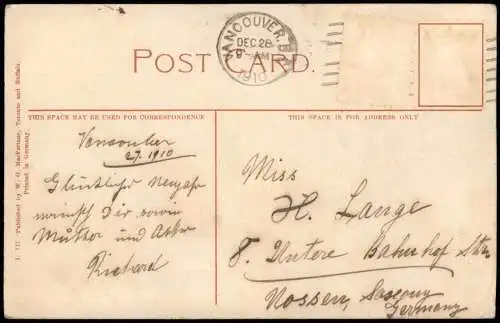 POST CARD.
VANCOUVER, B.C.
DEC 28
1910
THIS SPACE MAY BE USED FOR CORRESPONDENCE
THIS SPACE IS FOR ADDRESS ONLY
Published by W. G. MacFarlane, Toronto and Buffalo.
Printed in Germany.
Vancouver
27. 1910
Glückliches Neujahr
wünscht Dir sowie
Mutter und
Richard
Miss
H. Lange
8. Untere Bahnhof Str.
Nossen, Saxony
Germany